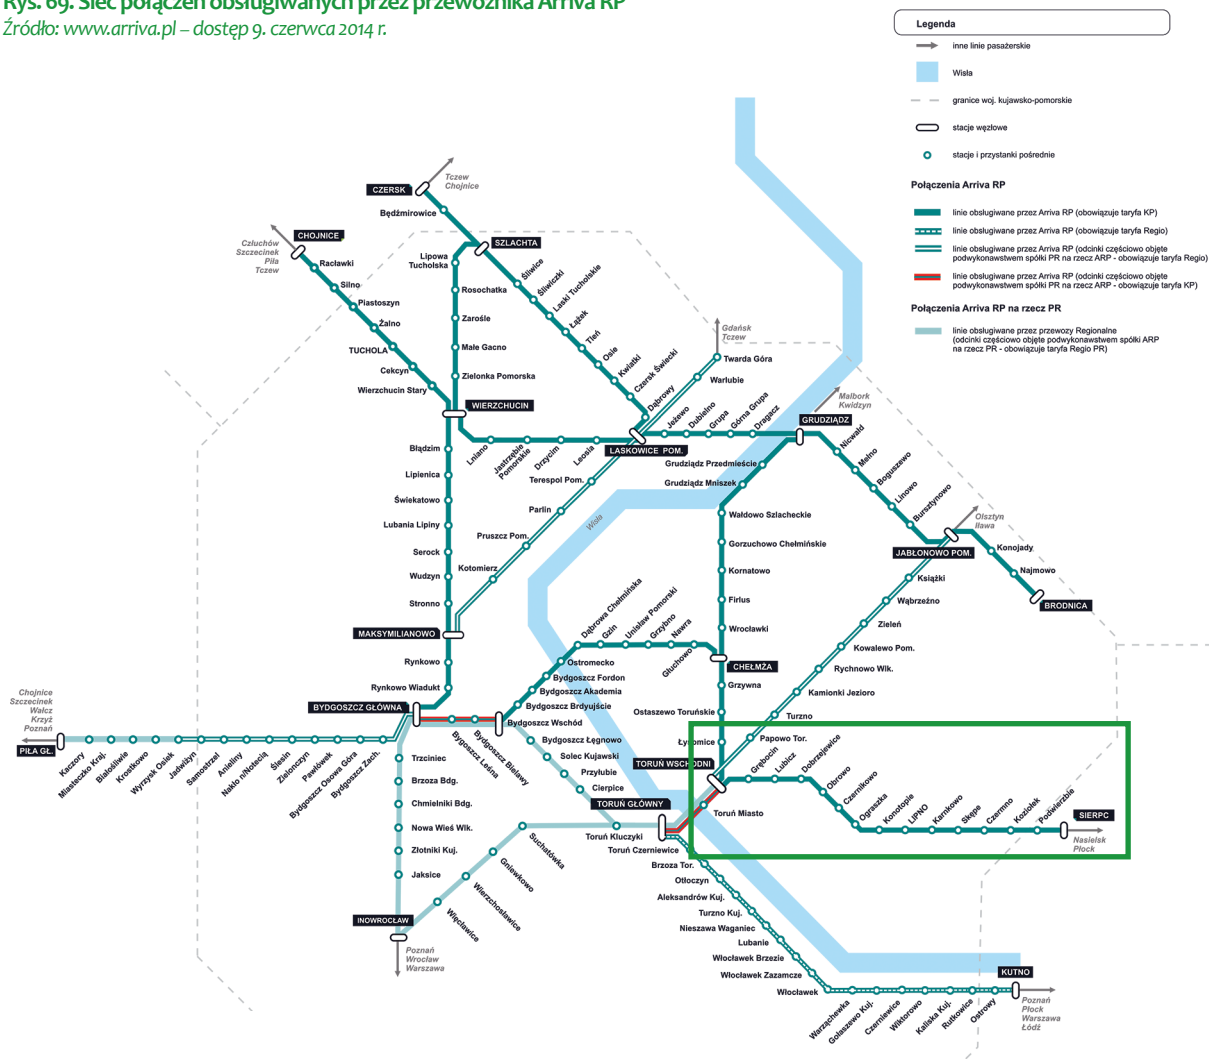 Rys. 69. Sieć połączeń obsługiwanych przez przewoźnika Arriva RP
Źródło: www.arriva.pl – dostęp 9. czerwca 2014 r.
Legenda
inne linie pasażerskie
Wisła
granice woj. kujawsko-pomorskie
stacje węzłowe
stacje i przystanki pośrednie
Połączenia Arriva RP
linie obsługiwane przez Arriva RP (obowiązuje taryfa KP)
linie obsługiwane przez Arriva RP (obowiązuje taryfa Regio)
linie obsługiwane przez Arriva RP (odcinki częściowo objęte
podwykonawstwem spółki PR na rzecz ARP - obowiązuje taryfa Regio)
linie obsługiwane przez Arriva RP (odcinki częściowo objęte
podwykonawstwem spółki PR na rzecz ARP - obowiązuje taryfa KP)
Połączenia Arriva RP na rzecz PR
linie obsługiwane przez przewozy Regionalne
(odcinki częściowo objęte podwykonawstwem spółki ARP
na rzecz PR - obowiązuje taryfa Regio PR)
Tczew
Chojnice
CZERSK
Będźmirowice
SZLACHTA
CHOJNICE
Człuchów
Szczecinek
Piła
Tczew
Racławki
Silno
Piastoszyn
Żalno
TUCHOLA
Cekcyn
Wierzchucin Stary
Lipowa
Tucholska
Rosochatka
Zarośle
Małe Gacno
Zielonka Pomorska
WIERZCHUCIN
Śliwice
Śliwiczki
Laski Tucholskie
Łążek
Tleń
Osie
Kwiatki
Czersk Świecki
Dąbrowy
Gdańsk
Tczew
Twarda Góra
Warlubie
Jeżewo
Dubielno
Grupa
Górna Grupa
Dragacz
Malbork
Kwidzyn
GRUDZIĄDZ
LASKOWICE POM.
Lniano
Jastrzębie
Pomorskie
Drzycim
Leosia
Terespol Pom.
Parlin
Pruszcz Pom.
Kotomierz
Wisła
Błądzim
Lipienica
Świekatowo
Lubania Lipiny
Serock
Wudzyn
Stronno
MAKSYMILIANOWO
Rynkowo
Rynkowo Wiadukt
BYDGOSZCZ GŁÓWNA
Grudziądz Przedmieście
Grudziądz Mniszek
Wałdowo Szlacheckie
Gorzuchowo Chełmińskie
Kornatowo
Firlus
Wrocławki
CHEŁMŻA
Grzywna
Ostaszewo Toruńskie
Łysomice
TORUŃ WSCHODNI
Nicwałd
Mełno
Boguszewo
Linowo
Bursztynowo
Olsztyn
Iława
JABŁONOWO POM.
Konojady
Najmowo
BRODNICA
Książki
Wąbrzeźno
Zieleń
Kowalewo Pom.
Rychnowo Wlk.
Kamionki Jezioro
Turzno
Papowo Tor.
Dąbrowa Chełmińska
Gzin
Unisław Pomorski
Grzybno
Nawra
Głuchowo
Ostromecko
Bydgoszcz Fordon
Bydgoszcz Akademia
Bydgoszcz Brdyujście
Bydgoszcz Wschód
Bydgoszcz Leśna
Bydgoszcz Bielawy
Bydgoszcz Łęgnowo
Solec Kujawski
Przyłubie
Cierpice
TORUŃ GŁÓWNY
Toruń Kluczyki
Toruń Miasto
Chojnice
Szczecinek
Wałcz
Krzyż
Poznań
PIŁA GŁ.
Kaczory
Miasteczko Kraj.
Białośliwie
Krostkowo
Wyrzysk Osiek
Jadwiżyn
Samostrzel
Anieliny
Nakło n/Notecią
Ślesin
Zielonczyn
Pawłówek
Bydgoszcz Osowa Góra
Bydgoszcz Zach.
Trzciniec
Brzoza Bdg.
Chmielniki Bdg.
Nowa Wieś Wlk.
Złotniki Kuj.
Jaksice
INOWROCŁAW
Poznań
Wrocław
Warszawa
Suchatówka
Gniewkowo
Wierzchosławice
Więcławice
Grębocin
Lubicz
Dobrzejewice
Obrowo
Czernikowo
Ograszka
Konotopie
LIPNO
Karnkowo
Skępe
Czermno
Koziołek
Podwierzbie
SIERPC
Nasielsk
Płock
Toruń Czerniewice
Brzoza Tor.
Otłoczyn
Aleksandrów Kuj.
Turzno Kuj.
Nieszawa Waganiec
Lubanie
Włocławek Brzezie
Włocławek Zazamcze
Włocławek
Warząchewka
Gołaszewo Kuj.
Czerniewice
Wiktorowo
Kaliska Kuj.
Rutkowice
Ostrowy
KUTNO
Poznań
Płock
Warszawa
Łódź